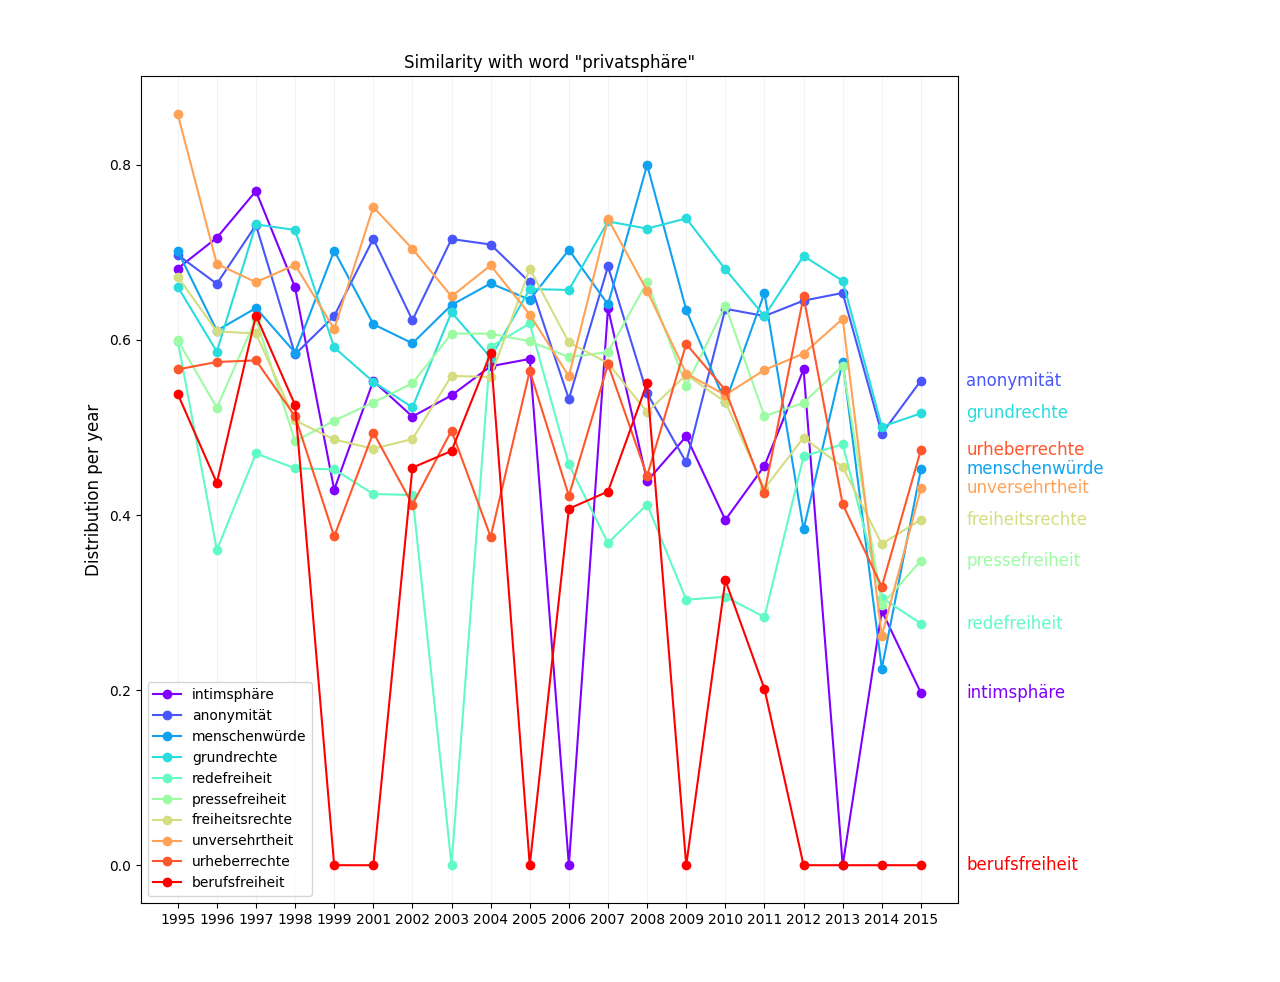 Similarity with word "privatsphäre"
Distribution per year
0.8
0.6
0.4
0.2
0.0
anonymität
grundrechte
urheberrechte
menschenwürde
unversehrtheit
freiheitsrechte
pressefreiheit
redefreiheit
intimsphäre
berufsfreiheit
intimsphäre
anonymität
menschenwürde
grundrechte
redefreiheit
pressefreiheit
freiheitsrechte
unversehrtheit
urheberrechte
berufsfreiheit
1995 1996 1997 1998 1999 2001 2002 2003 2004 2005 2006 2007 2008 2009 2010 2011 2012 2013 2014 2015